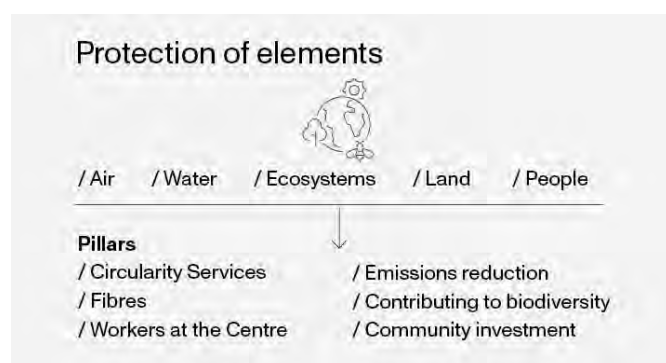 Protection of elements
/ Air / Water / Ecosystems / Land / People
Pillars
/ Circularity Services
/ Fibres
/ Workers at the Centre
/ Emissions reduction
/ Contributing to biodiversity
/ Community investment